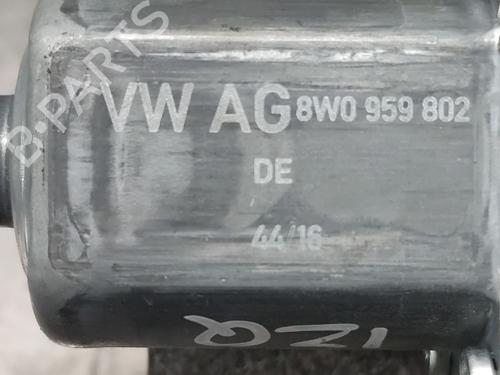 VW AG 8W0 959 802
DE
44/16
IZQ
B-PARTS